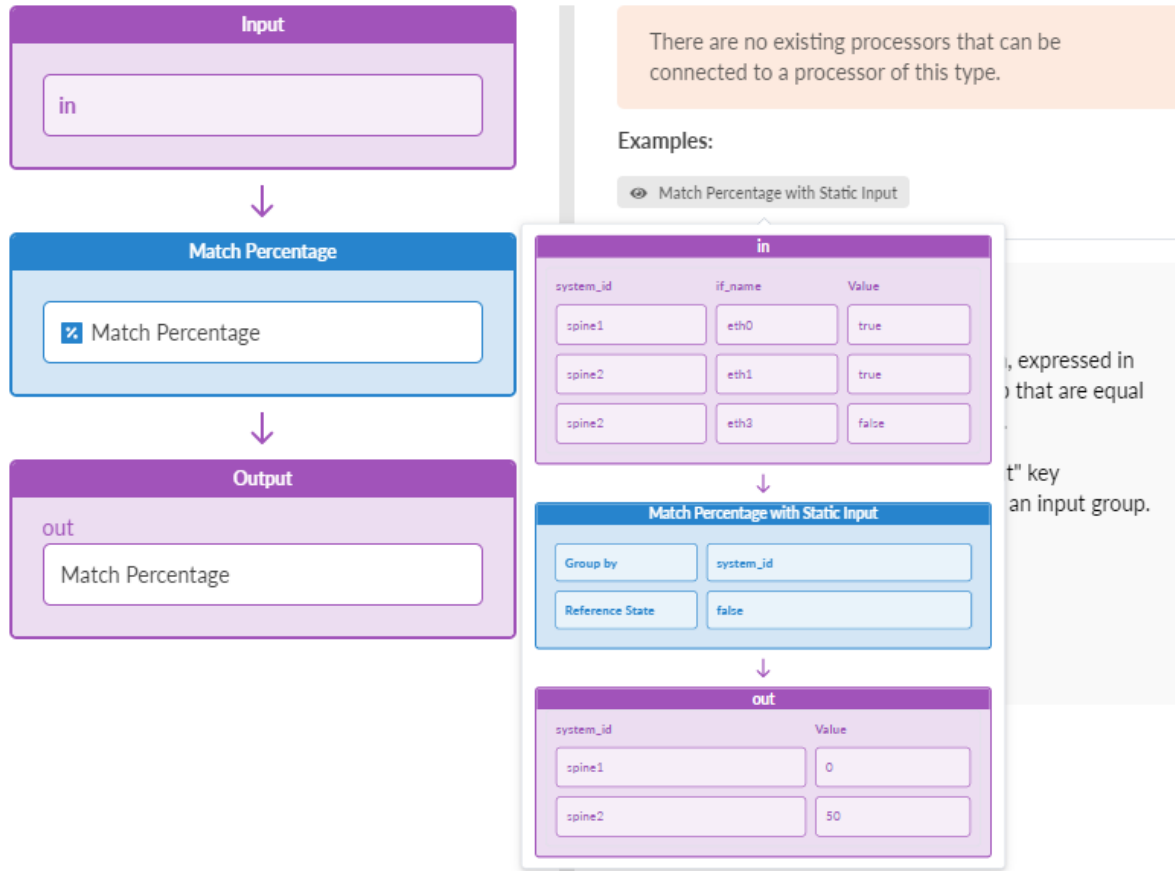 Input
in
Match Percentage
Match Percentage
Output
out
Match Percentage
There are no existing processors that can be
connected to a processor of this type.
Examples:
Match Percentage with Static Input
in
system_id if_name Value
spine1 eth0 true
spine2 eth1 true
spine2 eth3 false
Match Percentage with Static Input
Group by system_id
Reference State false
out
system_id Value
spine1 0
spine2 50
, expressed in
that are equal
t" key
an input group.